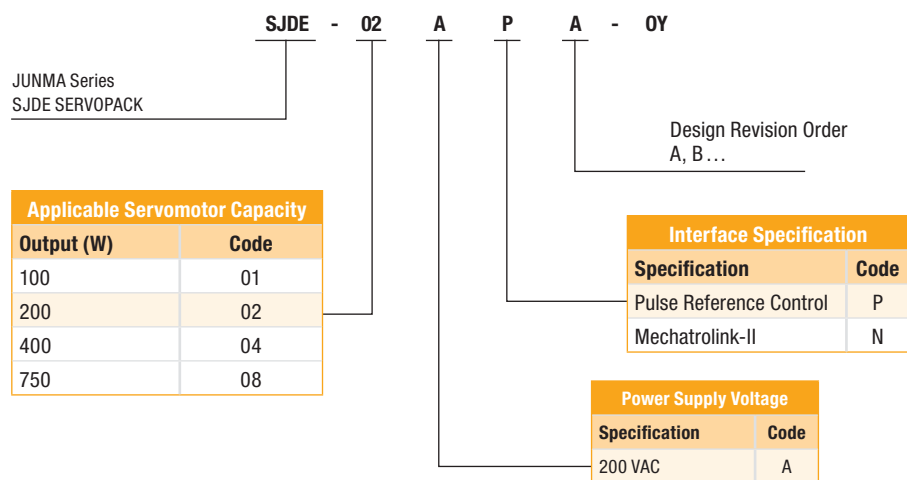 SJDE - 02 A P A - OY
JUNMA Series
SJDE SERVOPACK
Design Revision Order
A, B...
Applicable Servomotor Capacity
Output (W) Code
100 01
200 02
400 04
750 08
Interface Specification
Specification Code
Pulse Reference Control P
Mechatrolink-II N
Power Supply Voltage
Specification Code
200 VAC A